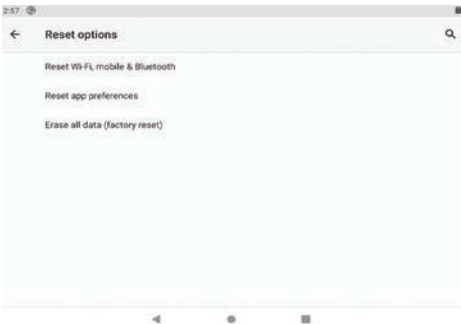 2:57
Reset options
Reset Wi-Fi, mobile & Bluetooth
Reset app preferences
Erase all data (factory reset)